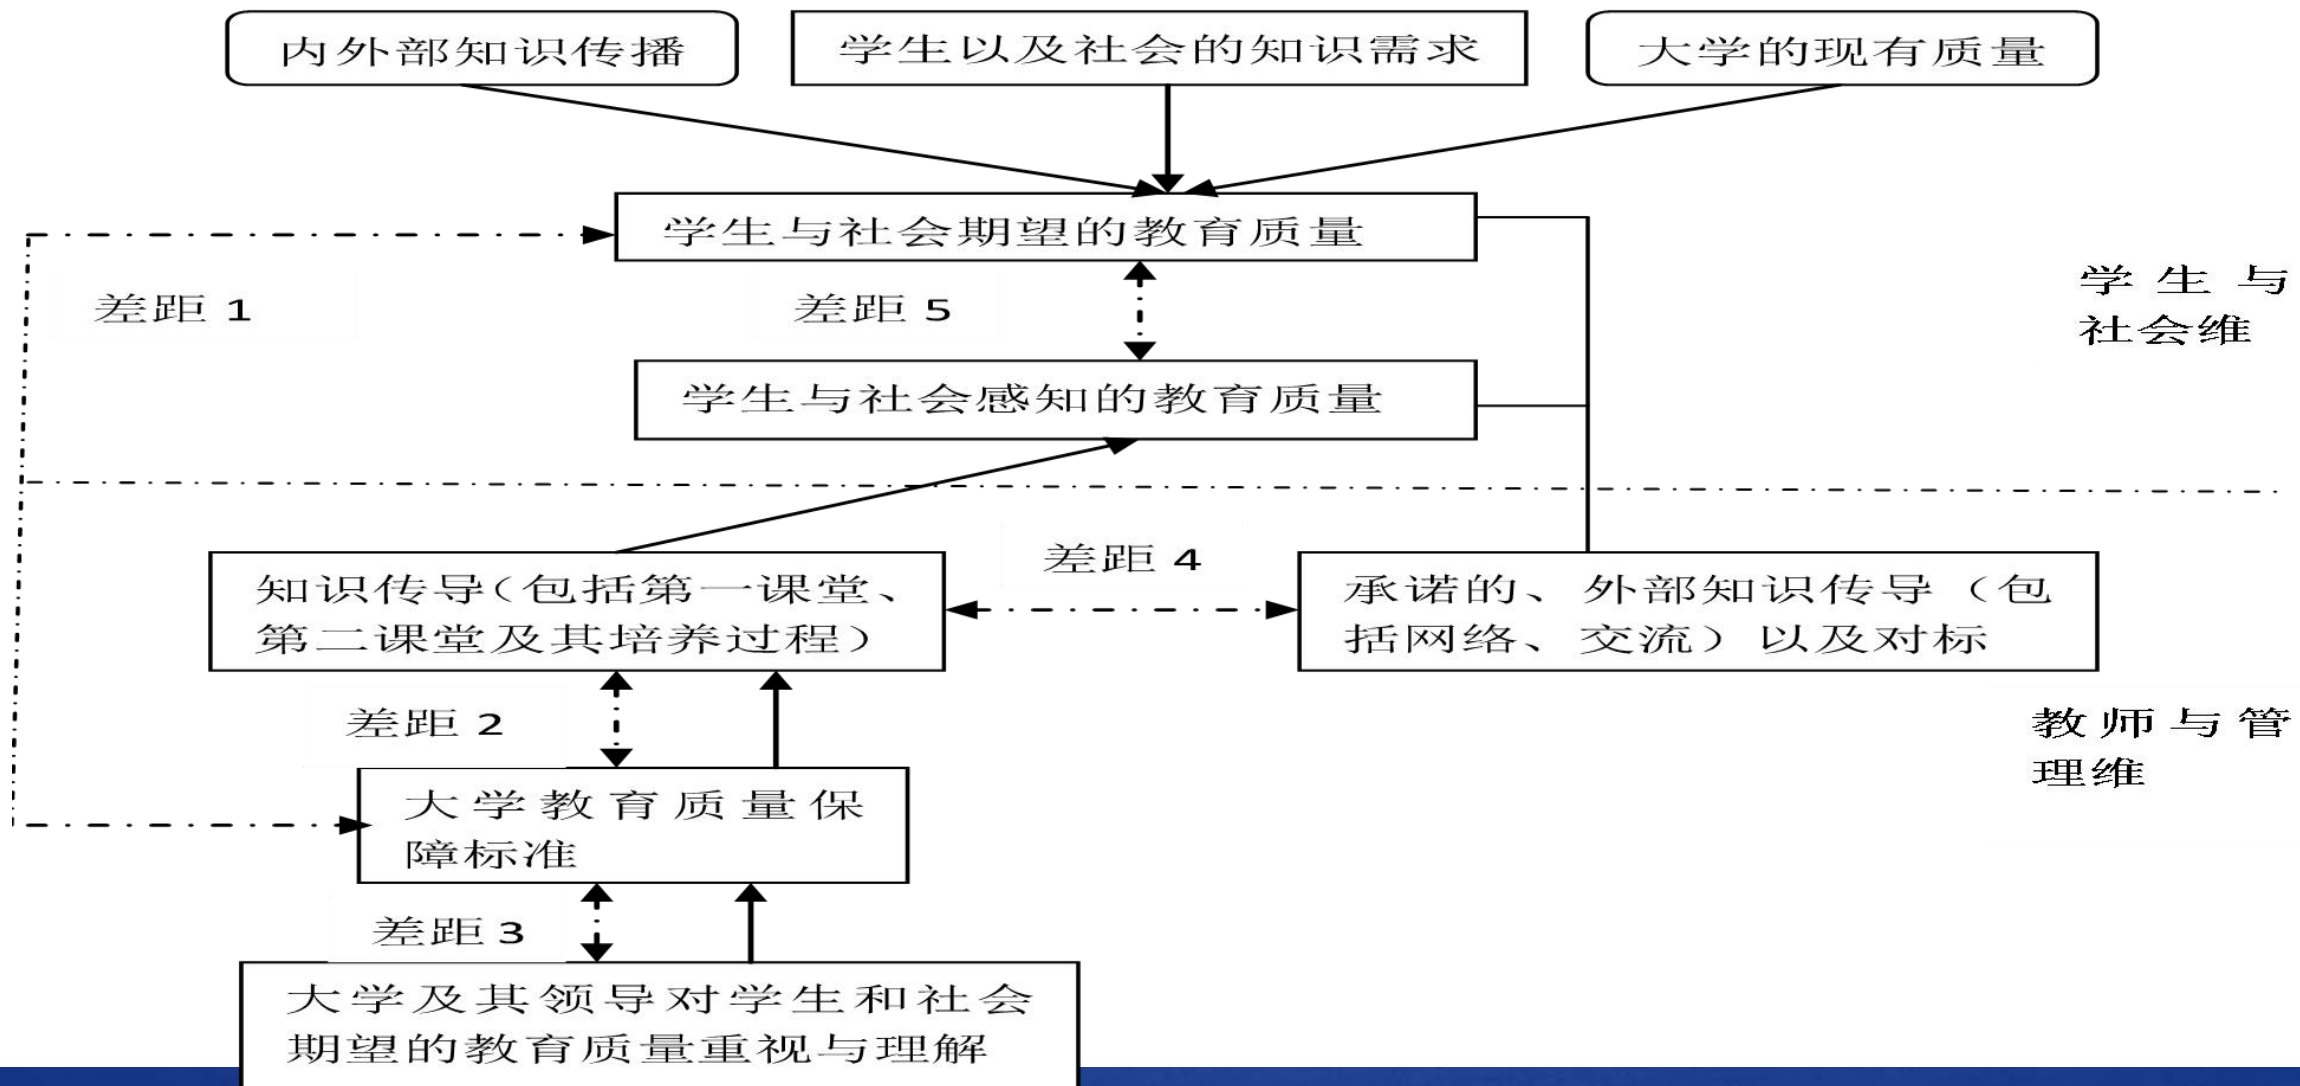 内外部知识传播
学生以及社会的知识需求
大学的现有质量
学生与社会期望的教育质量
差距 1
差距 5
学生与
社会维
学生与社会感知的教育质量
差距 4
知识传导（包括第一课堂、
第二课堂及其培养过程）
承诺的、外部知识传导（包
括网络、交流）以及对标
差距 2
教师与管
理维
大学教育质量保
障标准
差距 3
大学及其领导对学生和社会
期望的教育质量重视与理解